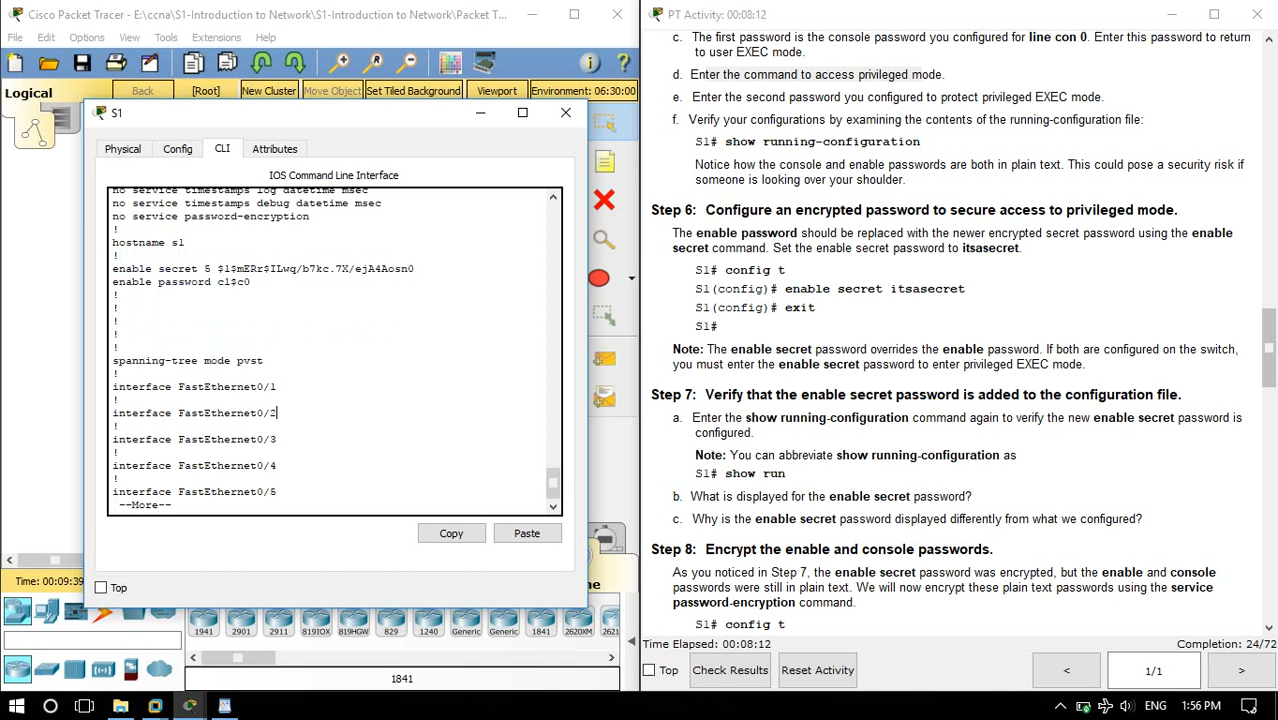 Cisco Packet Tracer - E:\ccna\S1-Introduction to Network\S1-Introduction to Network\Packet T...
File Edit Options View Tools Extensions Help
Logical
Back [Root] New Cluster Move Object Set Tiled Background Viewport Environment: 06:30:00
S1
Physical Config CLI Attributes
IOS Command Line Interface
no service timestamps log datetime msec
no service timestamps debug datetime msec
no service password-encryption
!
hostname s1
!
enable secret 5 $1$mERr$ILwq/b7kc.7X/ejA4Aosn0
enable password c1$c0
!
!
!
!
!
spanning-tree mode pvst
!
interface FastEthernet0/1
!
interface FastEthernet0/2
!
interface FastEthernet0/3
!
interface FastEthernet0/4
!
interface FastEthernet0/5
--More--
Copy Paste
Time: 00:09:39
Top
1941 2901 2911 819IOX 819HGW 829 1240 Generic Generic 1841 2620XM 2621
1841
PT Activity: 00:08:12
c. The first password is the console password you configured for line con 0. Enter this password to return
to user EXEC mode.
d. Enter the command to access privileged mode.
e. Enter the second password you configured to protect privileged EXEC mode.
f. Verify your configurations by examining the contents of the running-configuration file:
S1# show running-configuration
Notice how the console and enable passwords are both in plain text. This could pose a security risk if
someone is looking over your shoulder.
Step 6: Configure an encrypted password to secure access to privileged mode.
The enable password should be replaced with the newer encrypted secret password using the enable
secret command. Set the enable secret password to itsasecret.
S1# config t
S1(config)# enable secret itsasecret
S1(config)# exit
S1#
Note: The enable secret password overrides the enable password. If both are configured on the switch,
you must enter the enable secret password to enter privileged EXEC mode.
Step 7: Verify that the enable secret password is added to the configuration file.
a. Enter the show running-configuration command again to verify the new enable secret password is
configured.
Note: You can abbreviate show running-configuration as
S1# show run
b. What is displayed for the enable secret password?
c. Why is the enable secret password displayed differently from what we configured?
Step 8: Encrypt the enable and console passwords.
As you noticed in Step 7, the enable secret password was encrypted, but the enable and console
passwords were still in plain text. We will now encrypt these plain text passwords using the service
password-encryption command.
S1# config t
Time Elapsed: 00:08:12 Completion: 24/72
Top Check Results Reset Activity < 1/1 >
ENG 1:56 PM